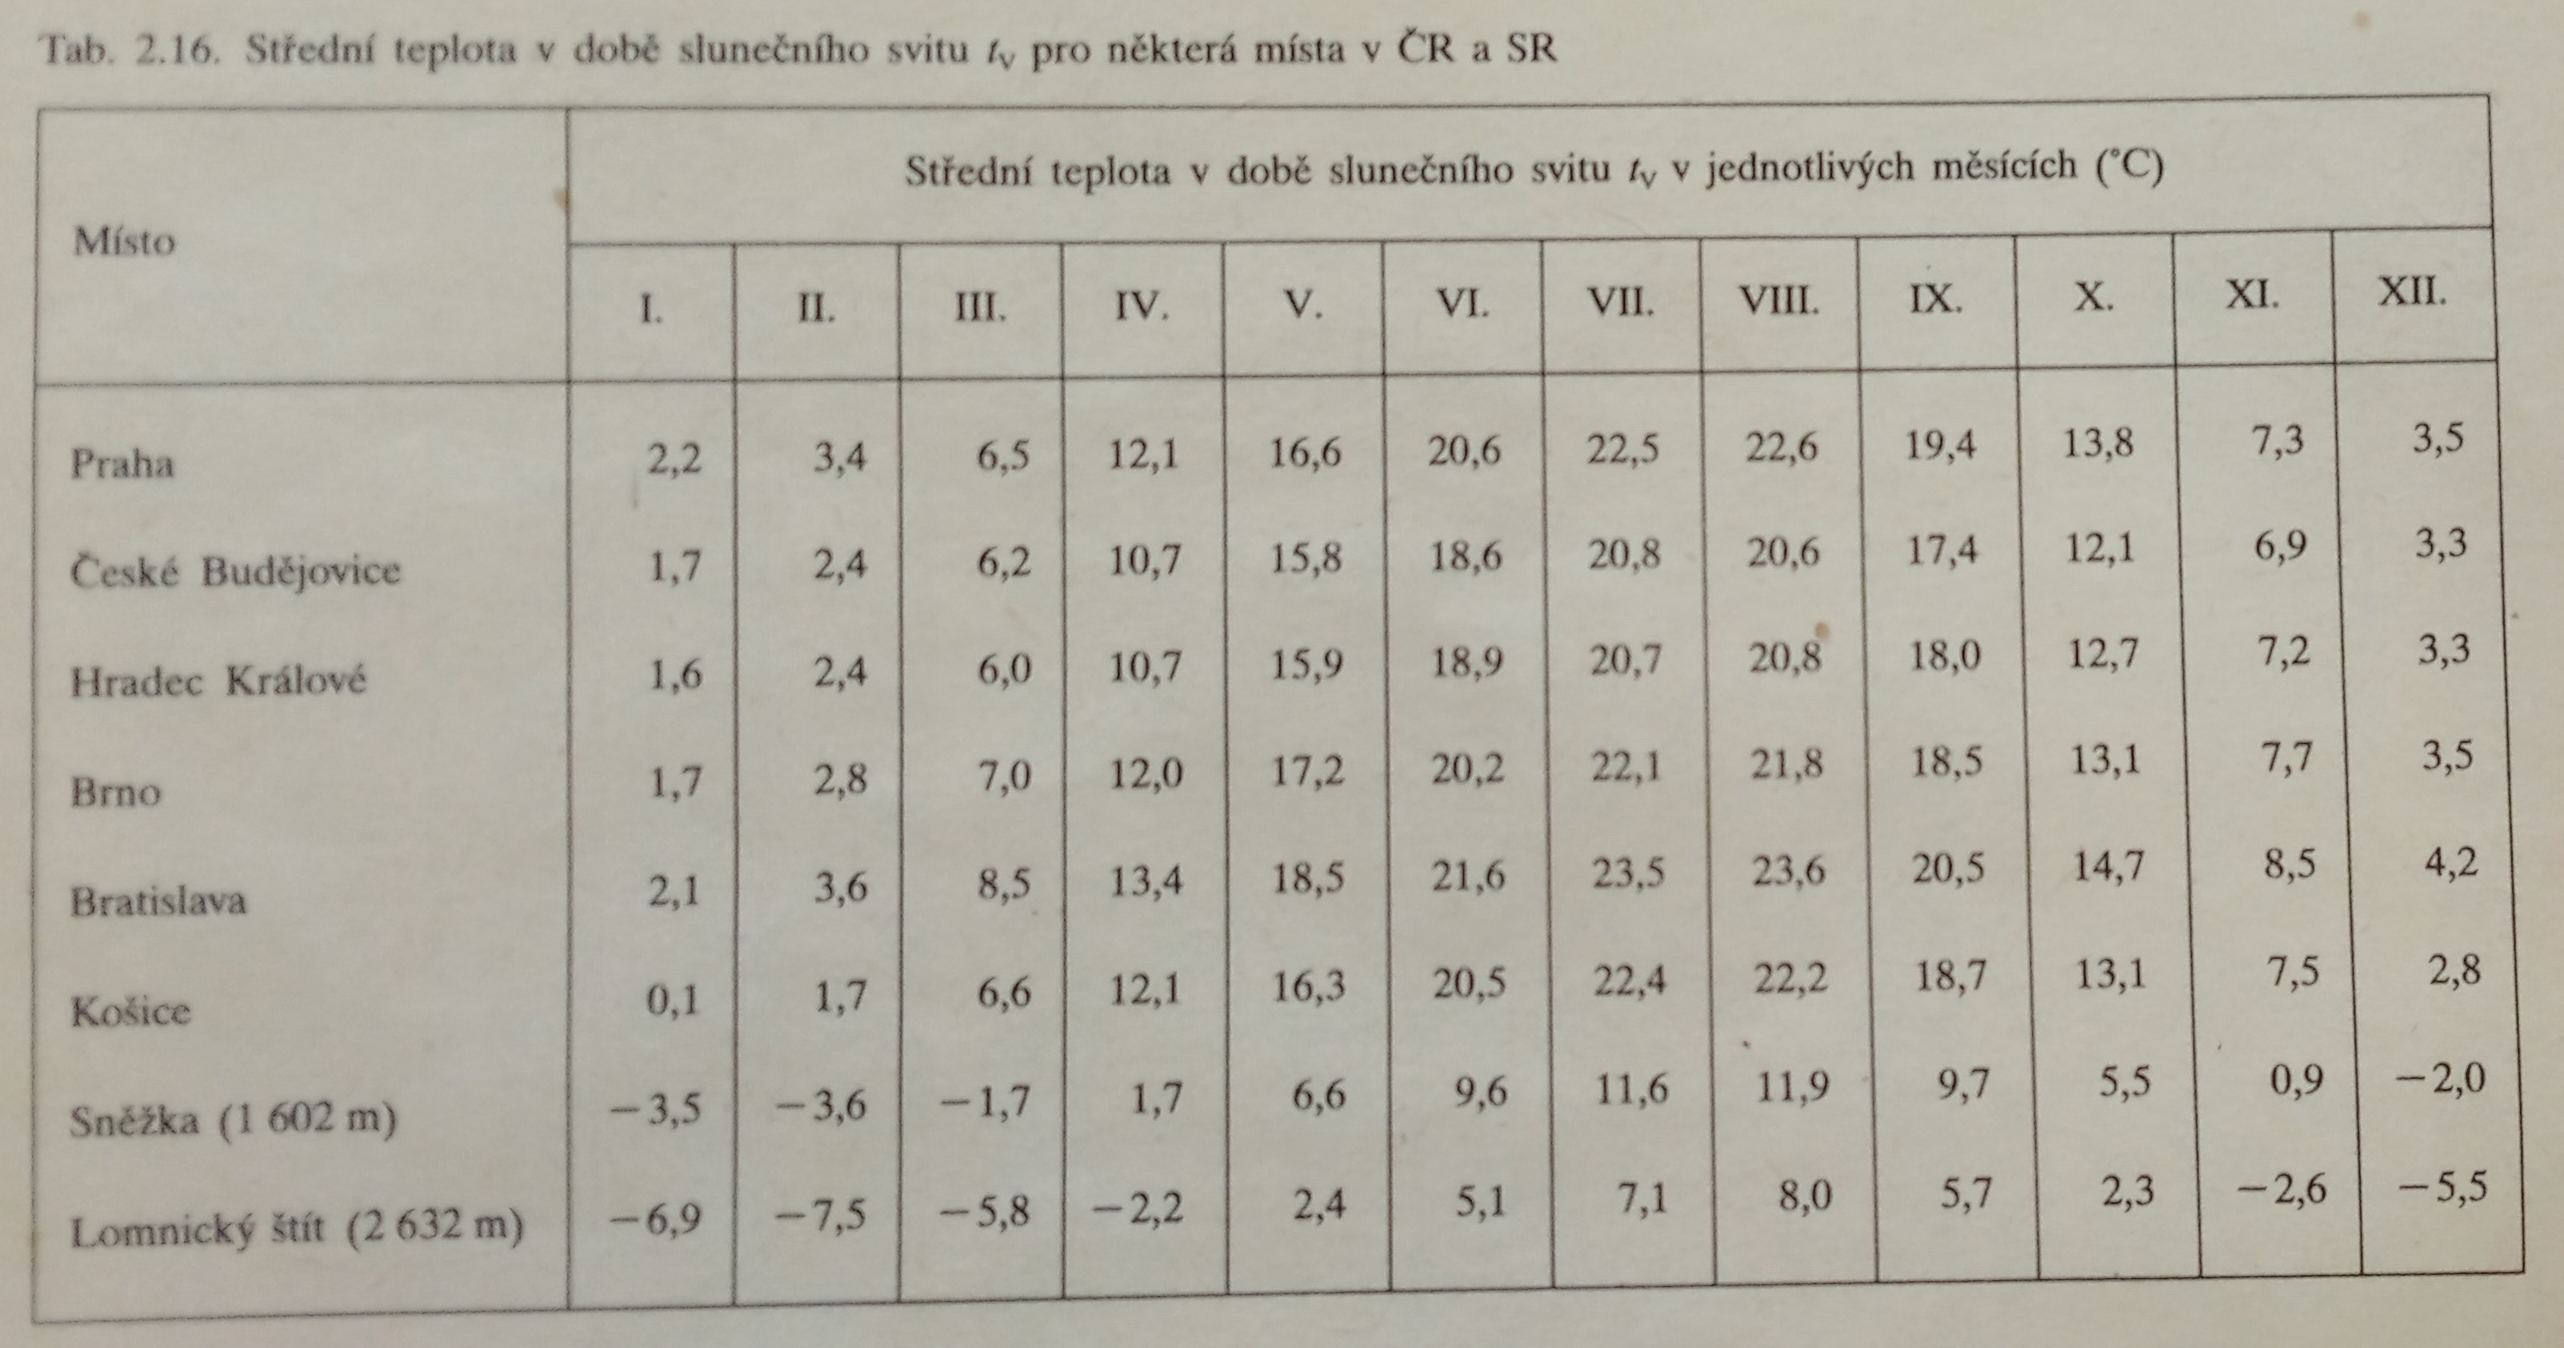 Tab. 2.16. Střední teplota v době slunečního svitu tv pro některá místa v ČR a SR
Místo
Střední teplota v době slunečního svitu tv v jednotlivých měsících (°C)
I. II. III. IV. V. VI. VII. VIII. IX. X. XI. XII.
Praha 2,2 3,4 6,5 12,1 16,6 20,6 22,5 22,6 19,4 13,8 7,3 3,5
České Budějovice 1,7 2,4 6,2 10,7 15,8 18,6 20,8 20,6 17,4 12,1 6,9 3,3
Hradec Králové 1,6 2,4 6,0 10,7 15,9 18,9 20,7 20,8 18,0 12,7 7,2 3,3
Brno 1,7 2,8 7,0 12,0 17,2 20,2 22,1 21,8 18,5 13,1 7,7 3,5
Bratislava 2,1 3,6 8,5 13,4 18,5 21,6 23,5 23,6 20,5 14,7 8,5 4,2
Košice 0,1 1,7 6,6 12,1 16,3 20,5 22,4 22,2 18,7 13,1 7,5 2,8
Sněžka (1 602 m) −3,5 −3,6 −1,7 1,7 6,6 9,6 11,6 11,9 9,7 5,5 0,9 −2,0
Lomnický štít (2 632 m) −6,9 −7,5 −5,8 −2,2 2,4 5,1 7,1 8,0 5,7 2,3 −2,6 −5,5